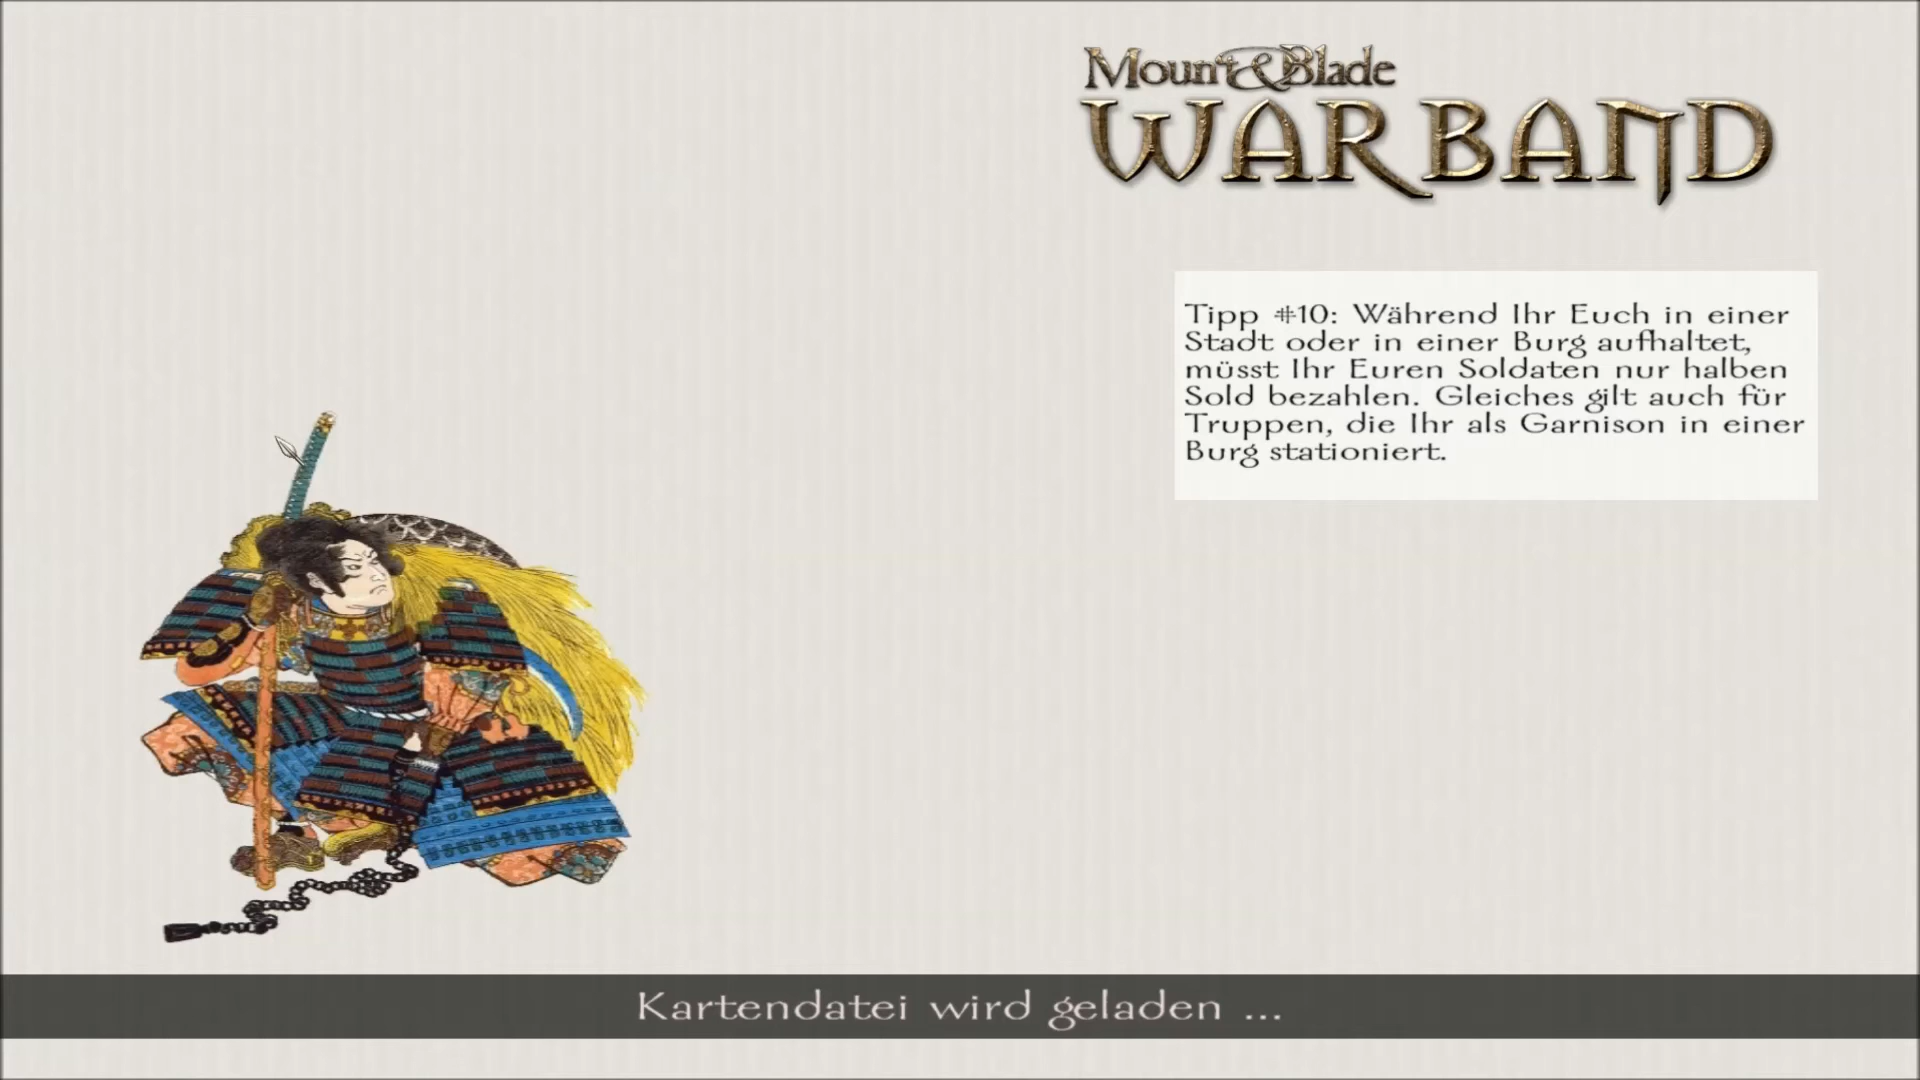 Mount&Blade
WARBAND
Tipp #10: Während Ihr Euch in einer
Stadt oder in einer Burg aufhaltet,
müsst Ihr Euren Soldaten nur halben
Sold bezahlen. Gleiches gilt auch für
Truppen, die Ihr als Garnison in einer
Burg stationiert.
Kartendatei wird geladen ...